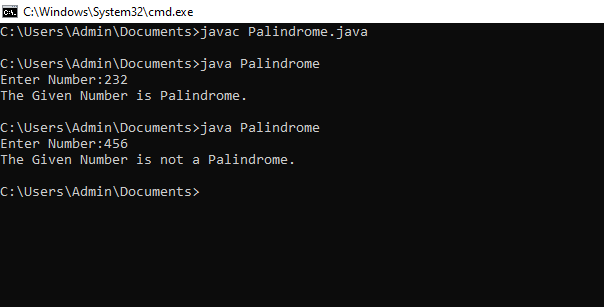 C:\Windows\System32\cmd.exe
C:\Users\Admin\Documents>javac Palindrome.java
C:\Users\Admin\Documents>java Palindrome
Enter Number:232
The Given Number is Palindrome.
C:\Users\Admin\Documents>java Palindrome
Enter Number:456
The Given Number is not a Palindrome.
C:\Users\Admin\Documents>